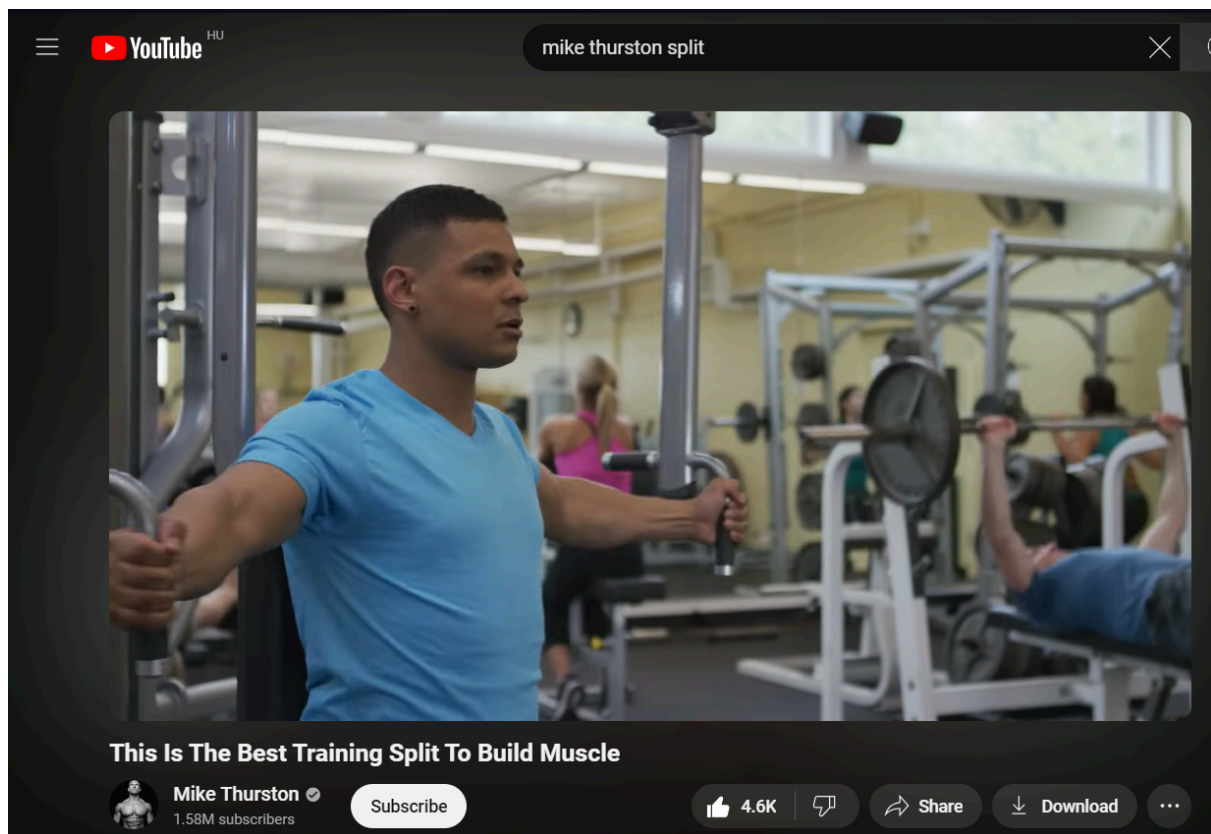 YouTube HU
mike thurston split
This Is The Best Training Split To Build Muscle
Mike Thurston
1.58M subscribers
Subscribe
4.6K
Share
Download